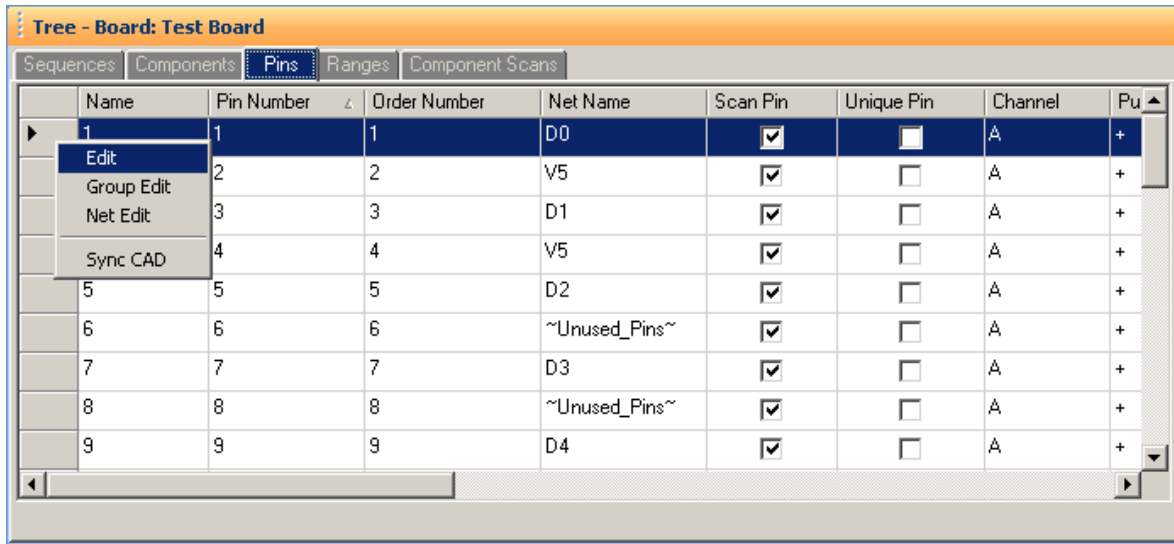 Tree - Board: Test Board
Sequences Components Pins Ranges Component Scans
Name Pin Number Order Number Net Name Scan Pin Unique Pin Channel Pu
1 1 1 D0 A +
Edit
2 2 V5 A +
Group Edit
Net Edit
3 3 D1 A +
4 4 V5 A +
Sync CAD
5 5 5 D2 A +
6 6 6 ~Unused_Pins~ A +
7 7 7 D3 A +
8 8 8 ~Unused_Pins~ A +
9 9 9 D4 A +